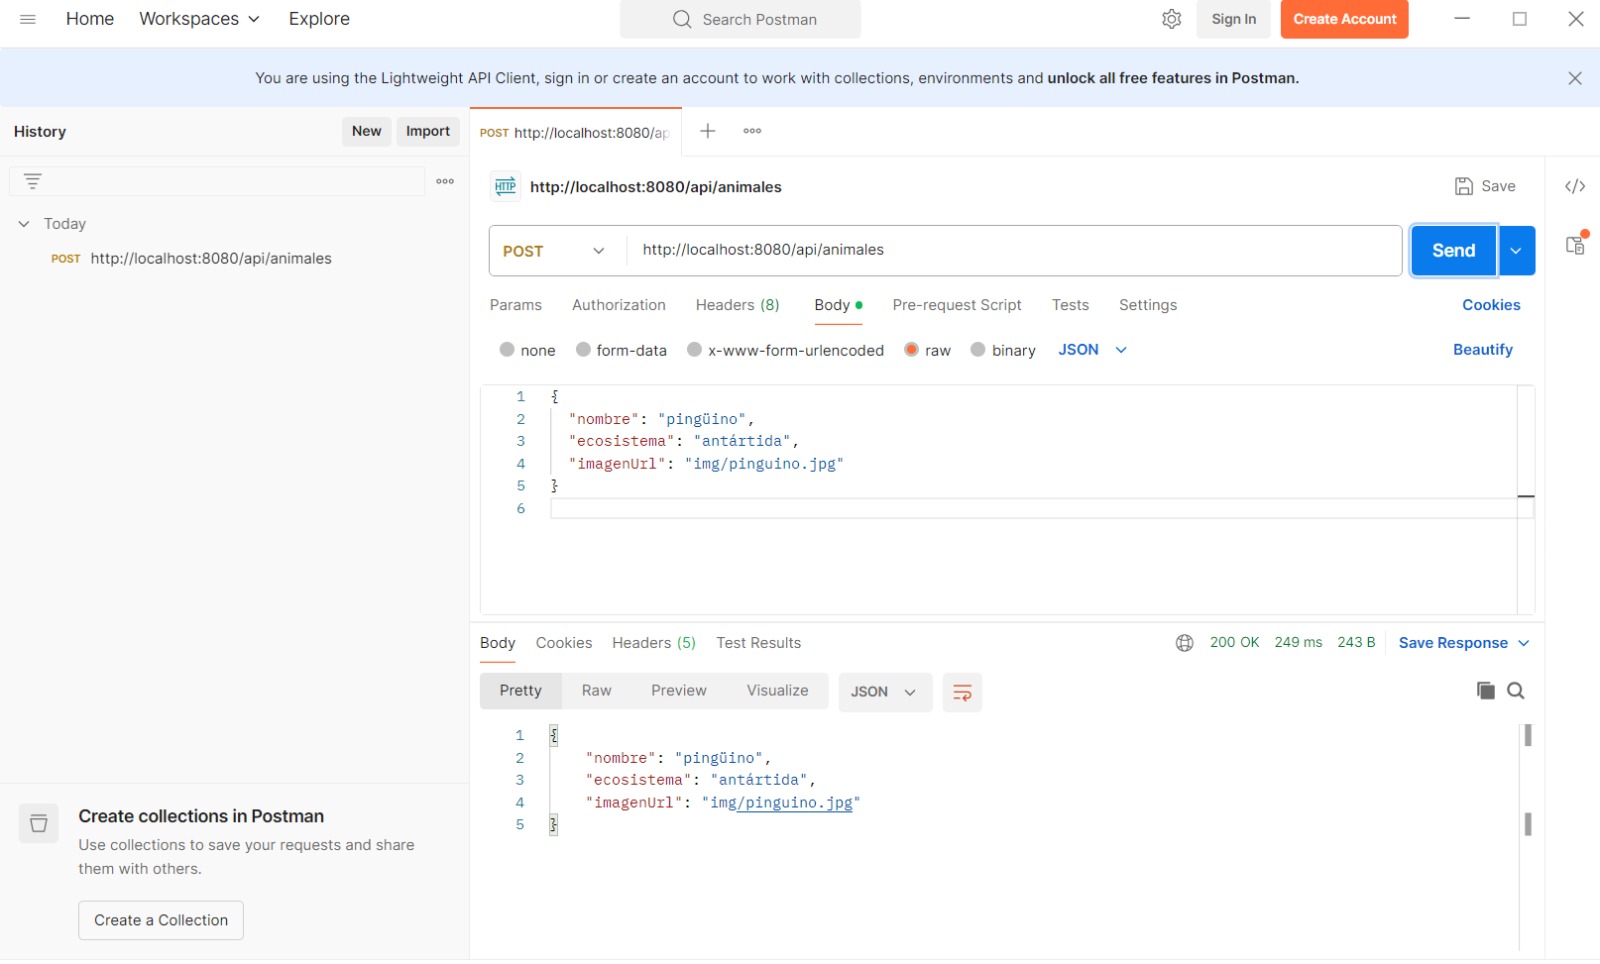 Home Workspaces Explore Search Postman Sign In Create Account
You are using the Lightweight API Client, sign in or create an account to work with collections, environments and unlock all free features in Postman.
History New Import
POST http://localhost:8080/ap
HTTP http://localhost:8080/api/animales Save </>
Today
POST http://localhost:8080/api/animales
POST http://localhost:8080/api/animales Send
Params Authorization Headers (8) Body Pre-request Script Tests Settings Cookies
none form-data x-www-form-urlencoded raw binary JSON Beautify
1 {
2 "nombre": "pingüino",
3 "ecosistema": "antártida",
4 "imagenUrl": "img/pinguino.jpg"
5 }
6
Body Cookies Headers (5) Test Results 200 OK 249 ms 243 B Save Response
Pretty Raw Preview Visualize JSON
1 {
2 "nombre": "pingüino",
3 "ecosistema": "antártida",
4 "imagenUrl": "img/pinguino.jpg"
5 }
Create collections in Postman
Use collections to save your requests and share
them with others.
Create a Collection